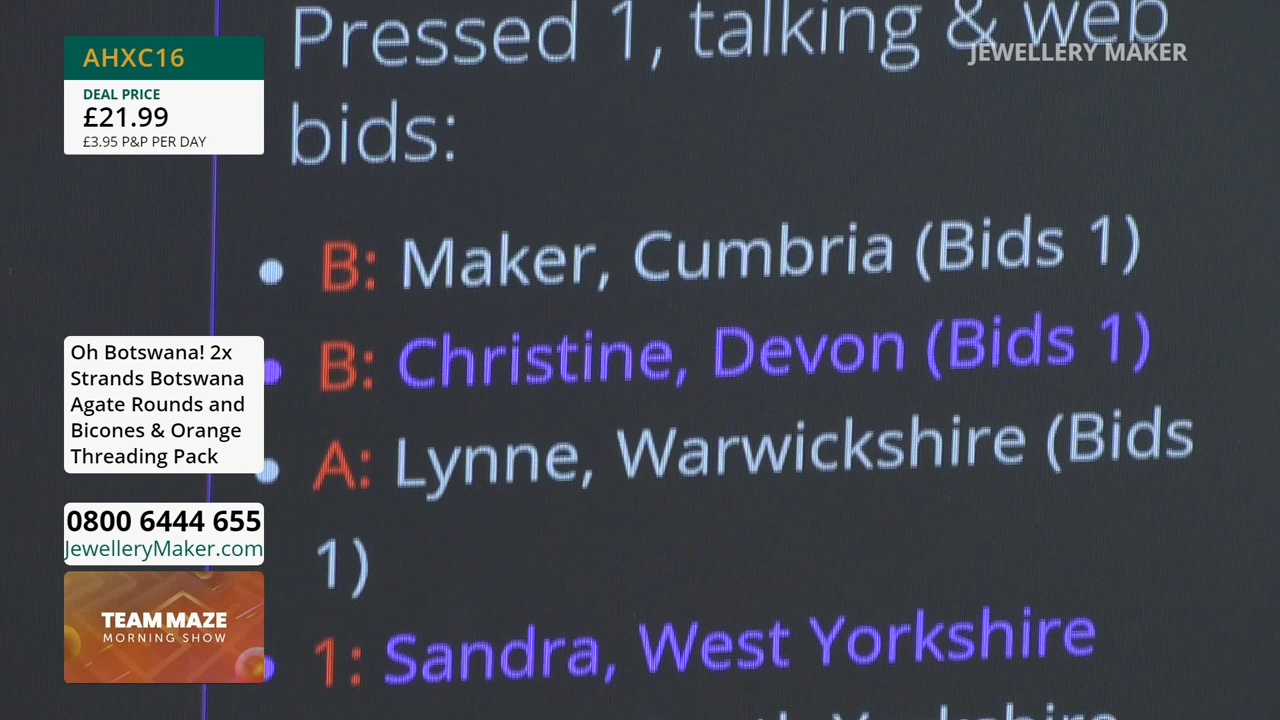 AHXC16
DEAL PRICE
£21.99
£3.95 P&P PER DAY
JEWELLERY MAKER
Pressed 1, talking & web
bids:
B: Maker, Cumbria (Bids 1)
B: Christine, Devon (Bids 1)
A: Lynne, Warwickshire (Bids
1)
1: Sandra, West Yorkshire
Oh Botswana! 2x
Strands Botswana
Agate Rounds and
Bicones & Orange
Threading Pack
0800 6444 655
JewelleryMaker.com
TEAM MAZE
MORNING SHOW